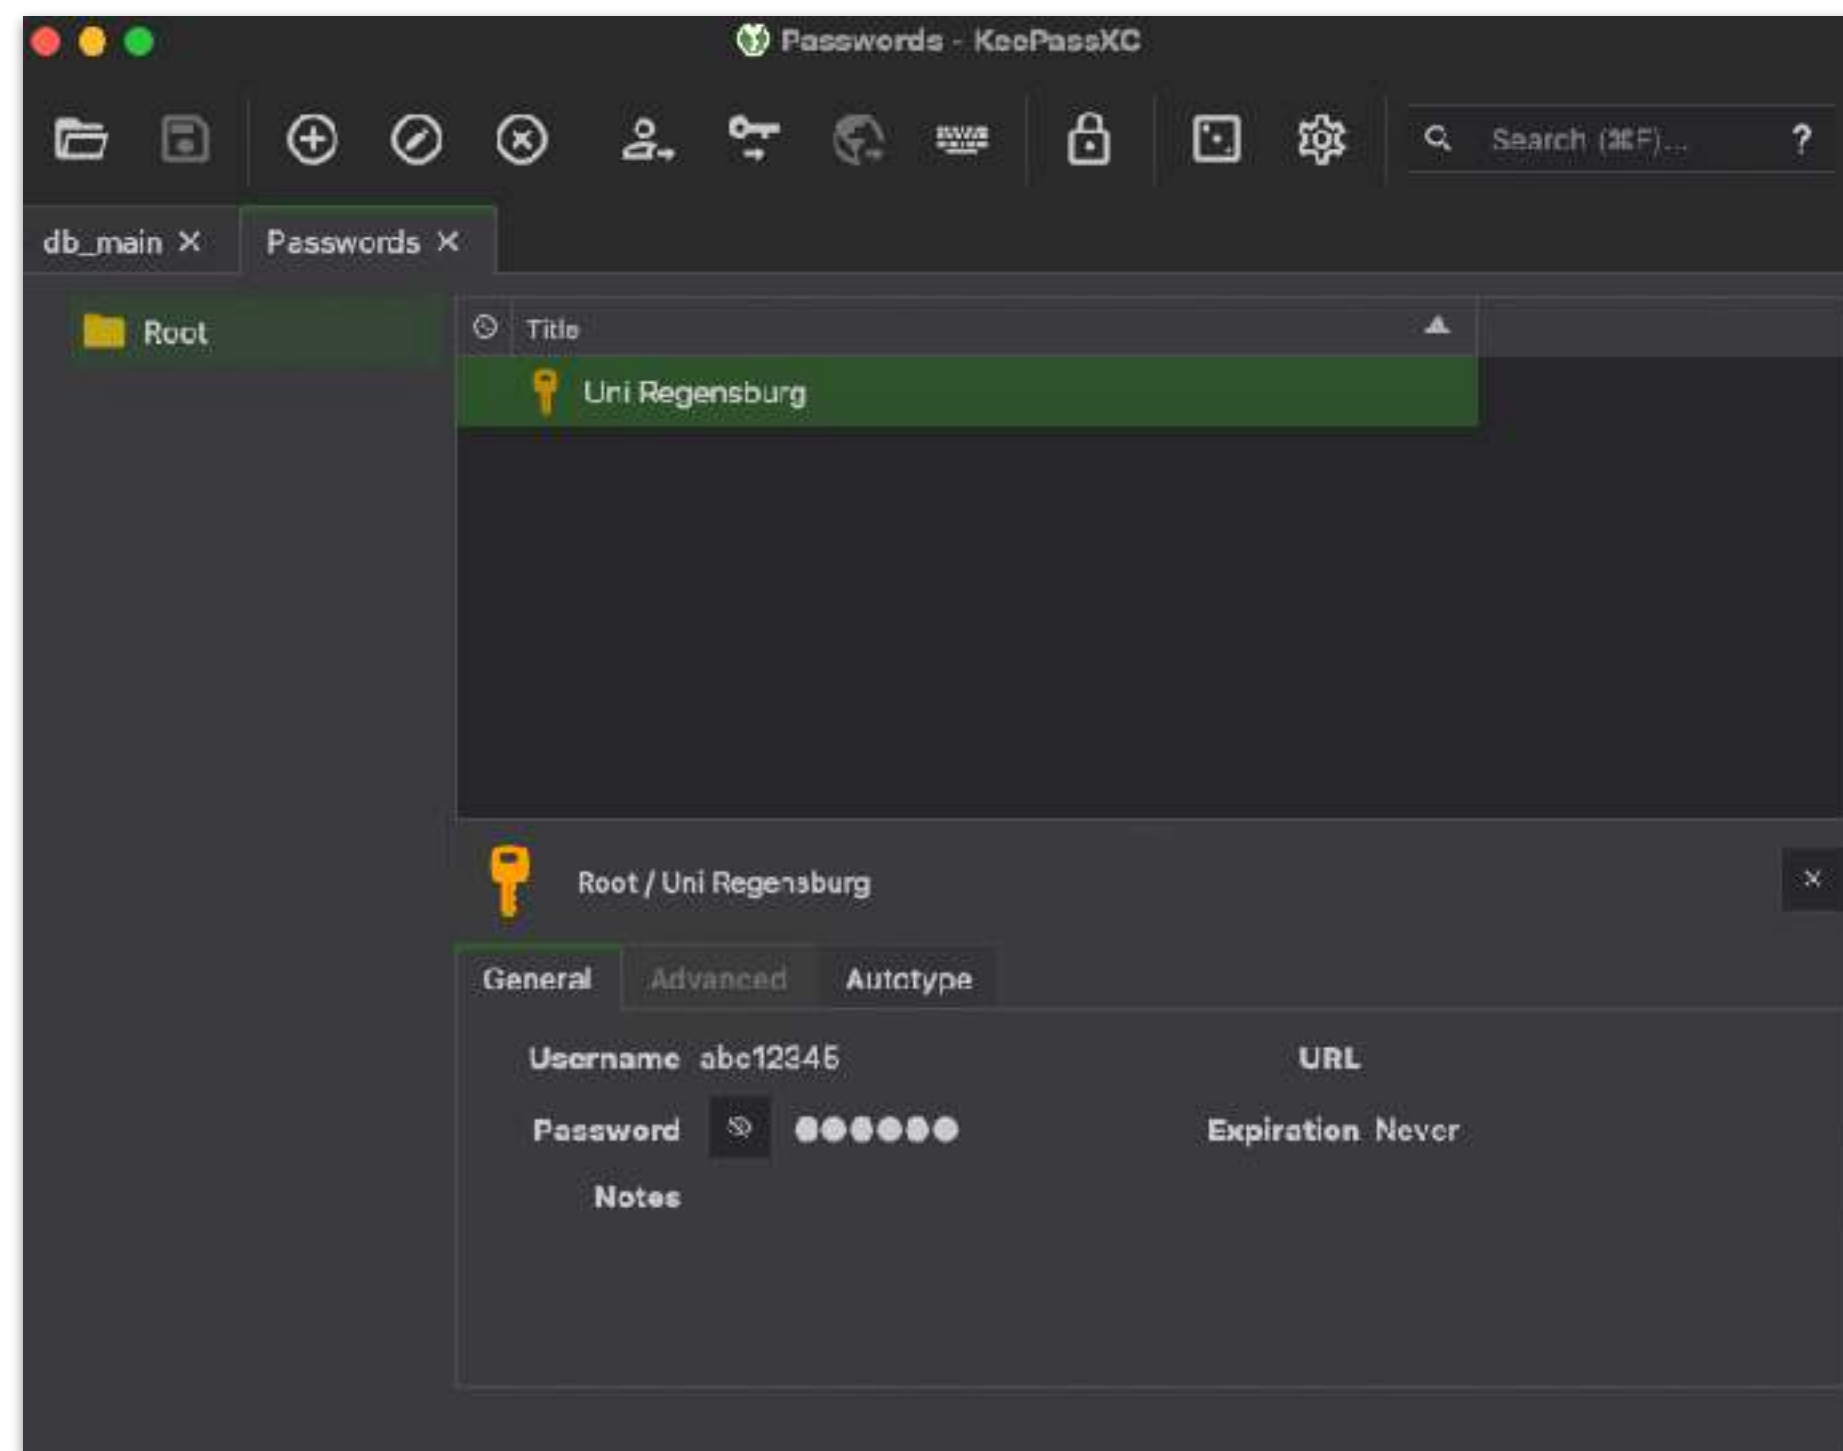 Passwords - KeePassXC
Search (⌘F)... ?
db_main × Passwords ×
Root
Title
Uni Regensburg
Root / Uni Regensburg
General Advanced Autotype
Username abc12345 URL
Password ●●●●●● Expiration Never
Notes